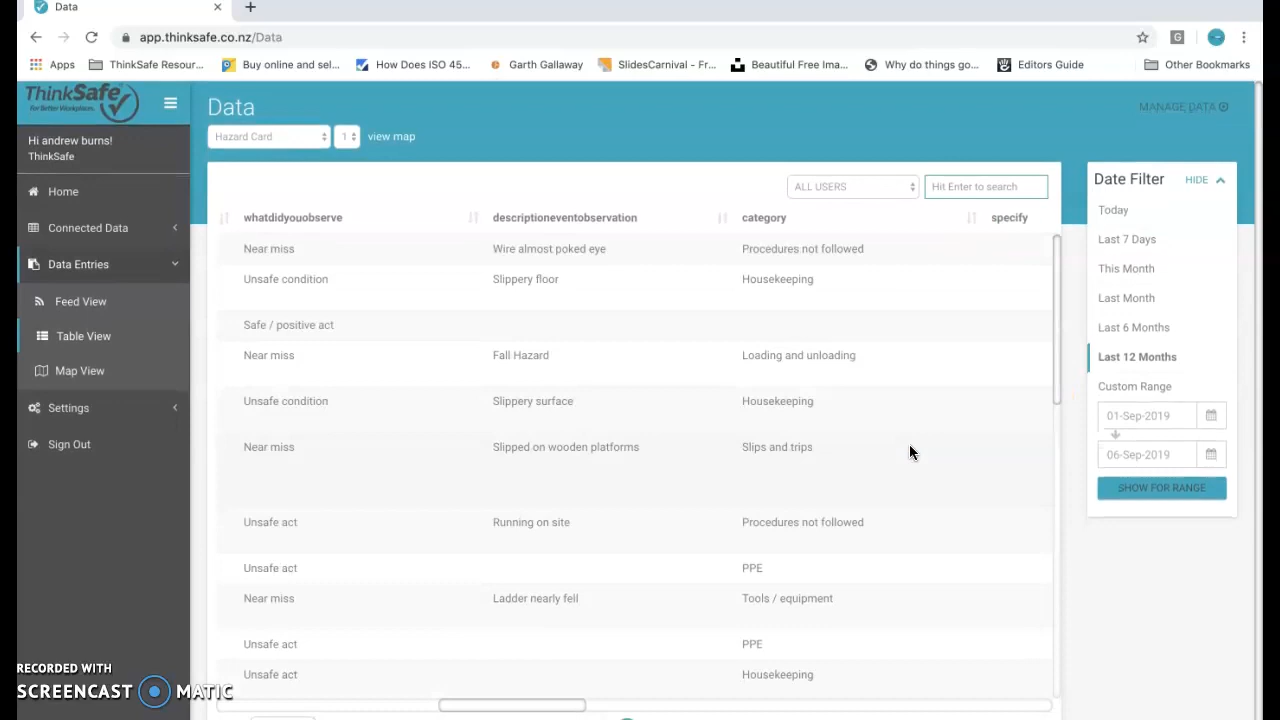 Data
app.thinksafe.co.nz/Data
G
Apps ThinkSafe Resour... Buy online and sel... How Does ISO 45... Garth Gallaway SlidesCarnival - Fr... Beautiful Free Ima... Why do things go... Editors Guide Other Bookmarks
ThinkSafe
For Better Workplaces.
Hi andrew burns!
ThinkSafe
Home
Connected Data
Data Entries
Feed View
Table View
Map View
Settings
Sign Out
Data
MANAGE DATA
Hazard Card 1 view map
ALL USERS Hit Enter to search
whatdidyouobserve descriptioneventobservation category specify
Near miss Wire almost poked eye Procedures not followed
Unsafe condition Slippery floor Housekeeping
Safe / positive act
Near miss Fall Hazard Loading and unloading
Unsafe condition Slippery surface Housekeeping
Near miss Slipped on wooden platforms Slips and trips
Unsafe act Running on site Procedures not followed
Unsafe act PPE
Near miss Ladder nearly fell Tools / equipment
Unsafe act PPE
Unsafe act Housekeeping
Date Filter HIDE
Today
Last 7 Days
This Month
Last Month
Last 6 Months
Last 12 Months
Custom Range
01-Sep-2019
06-Sep-2019
SHOW FOR RANGE
RECORDED WITH
SCREENCAST MATIC